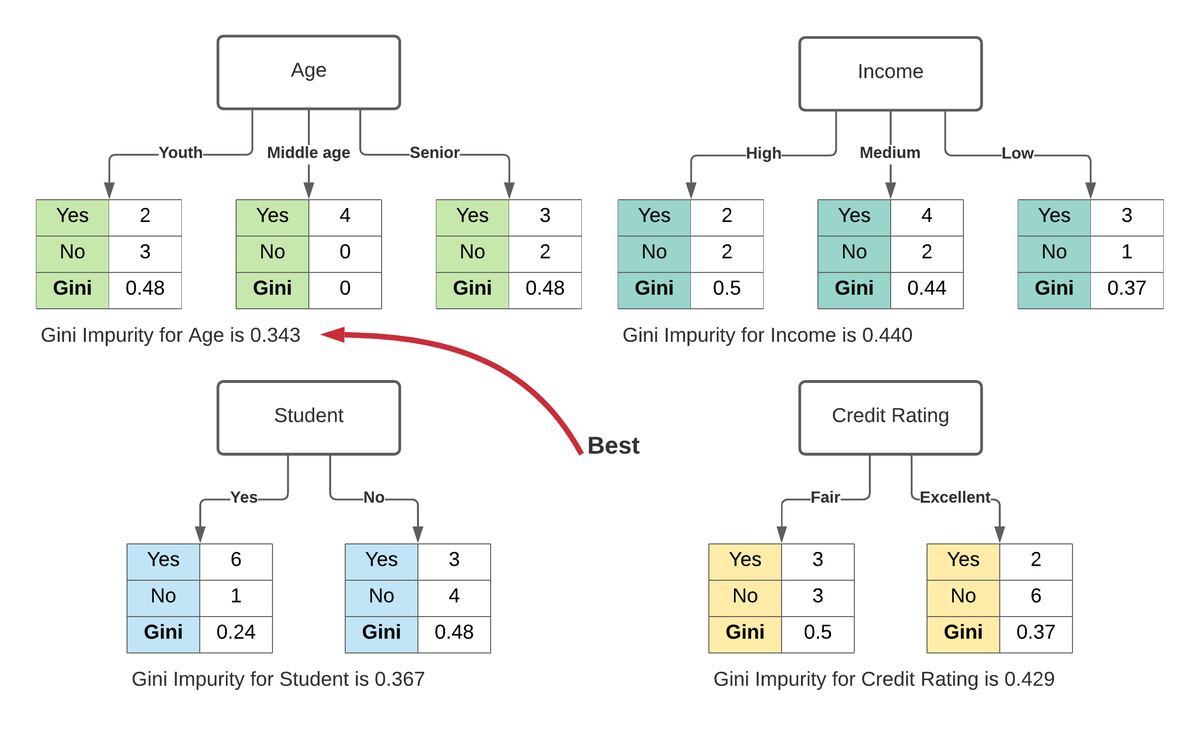 Age
Income
Youth Middle age Senior
High Medium Low
Yes 2 Yes 4 Yes 3
No 3 No 0 No 2
Gini 0.48 Gini 0 Gini 0.48
Yes 2 Yes 4 Yes 3
No 2 No 2 No 1
Gini 0.5 Gini 0.44 Gini 0.37
Gini Impurity for Age is 0.343
Gini Impurity for Income is 0.440
Best
Student
Credit Rating
Yes No
Fair Excellent
Yes 6 Yes 3
No 1 No 4
Gini 0.24 Gini 0.48
Yes 3 Yes 2
No 3 No 6
Gini 0.5 Gini 0.37
Gini Impurity for Student is 0.367
Gini Impurity for Credit Rating is 0.429